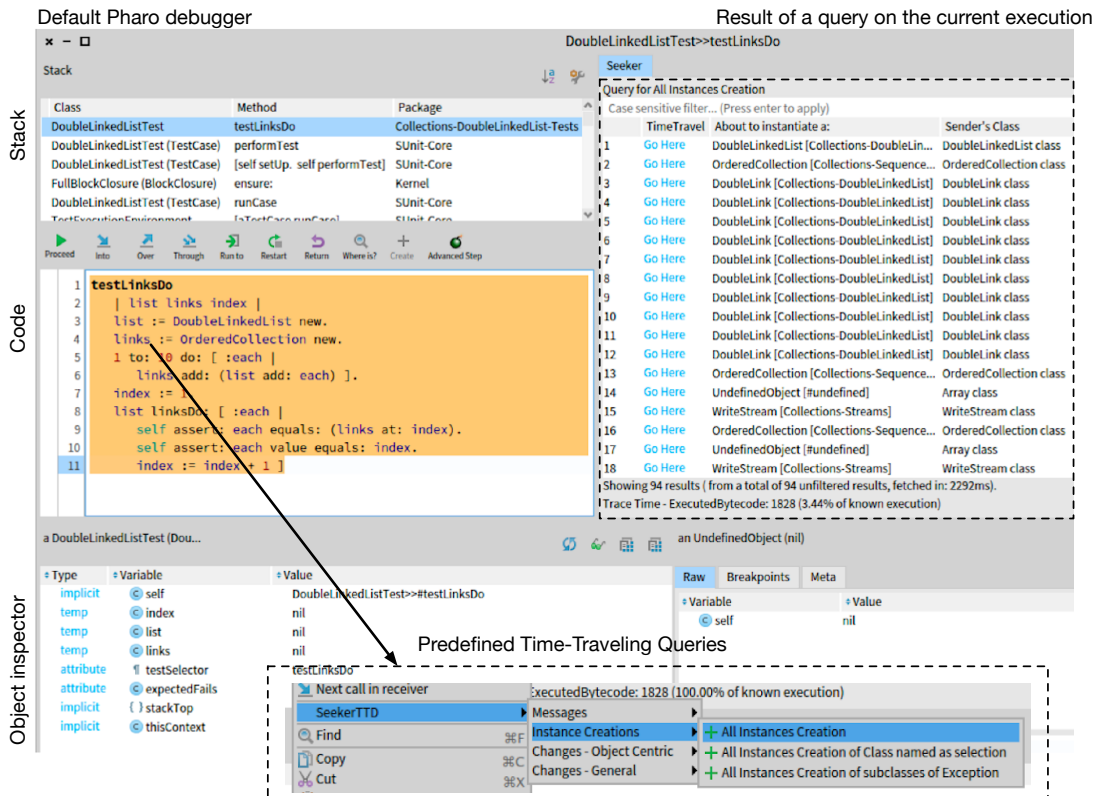 Default Pharo debugger
Result of a query on the current execution
DoubleLinkedListTest>>testLinksDo
Stack
Stack
Class Method Package
DoubleLinkedListTest testLinksDo Collections-DoubleLinkedList-Tests
DoubleLinkedListTest (TestCase) performTest SUnit-Core
DoubleLinkedListTest (TestCase) [self setUp. self performTest] SUnit-Core
FullBlockClosure (BlockClosure) ensure: Kernel
DoubleLinkedListTest (TestCase) runCase SUnit-Core
TestExecutionEnvironment [aTestCase runCase] SUnit-Core
Seeker
Query for All Instances Creation
Case sensitive filter... (Press enter to apply)
TimeTravel About to instantiate a: Sender's Class
1 Go Here DoubleLinkedList [Collections-DoubleLin... DoubleLinkedList class
2 Go Here OrderedCollection [Collections-Sequence... OrderedCollection class
3 Go Here DoubleLink [Collections-DoubleLinkedList] DoubleLink class
4 Go Here DoubleLink [Collections-DoubleLinkedList] DoubleLink class
5 Go Here DoubleLink [Collections-DoubleLinkedList] DoubleLink class
6 Go Here DoubleLink [Collections-DoubleLinkedList] DoubleLink class
7 Go Here DoubleLink [Collections-DoubleLinkedList] DoubleLink class
8 Go Here DoubleLink [Collections-DoubleLinkedList] DoubleLink class
9 Go Here DoubleLink [Collections-DoubleLinkedList] DoubleLink class
10 Go Here DoubleLink [Collections-DoubleLinkedList] DoubleLink class
11 Go Here DoubleLink [Collections-DoubleLinkedList] DoubleLink class
12 Go Here DoubleLink [Collections-DoubleLinkedList] DoubleLink class
13 Go Here OrderedCollection [Collections-Sequence... OrderedCollection class
14 Go Here UndefinedObject [#undefined] Array class
15 Go Here WriteStream [Collections-Streams] WriteStream class
16 Go Here OrderedCollection [Collections-Sequence... OrderedCollection class
17 Go Here UndefinedObject [#undefined] Array class
18 Go Here WriteStream [Collections-Streams] WriteStream class
Showing 94 results ( from a total of 94 unfiltered results, fetched in: 2292ms).
Trace Time - ExecutedBytecode: 1828 (3.44% of known execution)
Proceed Into Over Through Run to Restart Return Where is? Create Advanced Step
Code
1 testLinksDo
2 | list links index |
3 list := DoubleLinkedList new.
4 links := OrderedCollection new.
5 1 to: 10 do: [ :each |
6 links add: (list add: each) ].
7 index := 1.
8 list linksDo: [ :each |
9 self assert: each equals: (links at: index).
10 self assert: each value equals: index.
11 index := index + 1 ]
Object inspector
a DoubleLinkedListTest (Dou...
Type Variable Value
implicit self DoubleLinkedListTest>>#testLinksDo
temp index nil
temp list nil
temp links nil
attribute testSelector testLinksDo
attribute expectedFails
implicit stackTop
implicit thisContext
an UndefinedObject (nil)
Raw Breakpoints Meta
Variable Value
self nil
Predefined Time-Traveling Queries
ExecutedBytecode: 1828 (100.00% of known execution)
Next call in receiver
SeekerTTD
Find ⌘F
Copy ⌘C
Cut ⌘X
Messages
Instance Creations
Changes - Object Centric
Changes - General
All Instances Creation
All Instances Creation of Class named as selection
All Instances Creation of subclasses of Exception